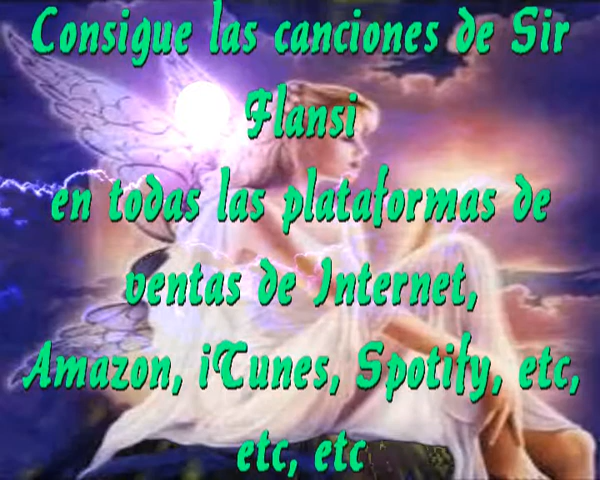 Consigue las canciones de Sir
Flansi
en todas las plataformas de
ventas de Internet,
Amazon, iTunes, Spotify, etc,
etc, etc